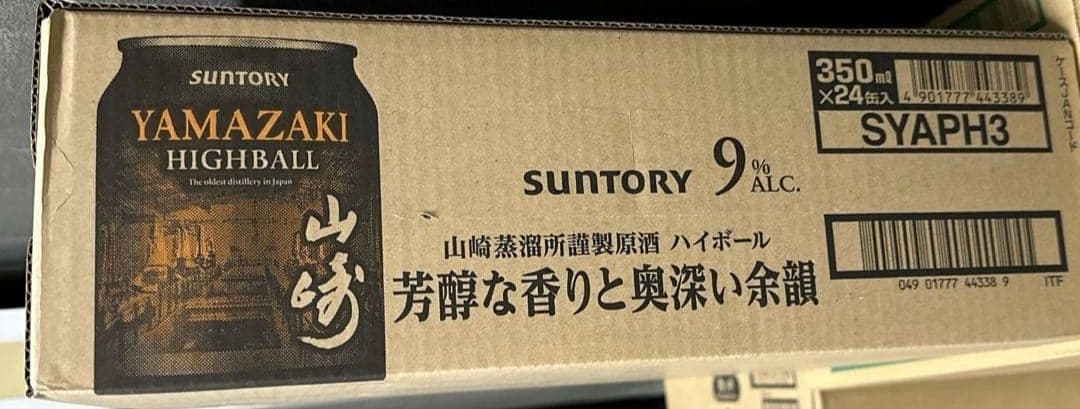 SUNTORY
YAMAZAKI
HIGHBALL
The oldest distillery in Japan
山崎
SUNTORY 9% ALC.
山崎蒸溜所謹製原酒 ハイボール
芳醇な香りと奥深い余韻
350ml
×24缶入
4 901777 443389
SYAPH3
ケースJANコード
049 01777 44338 9 ITF